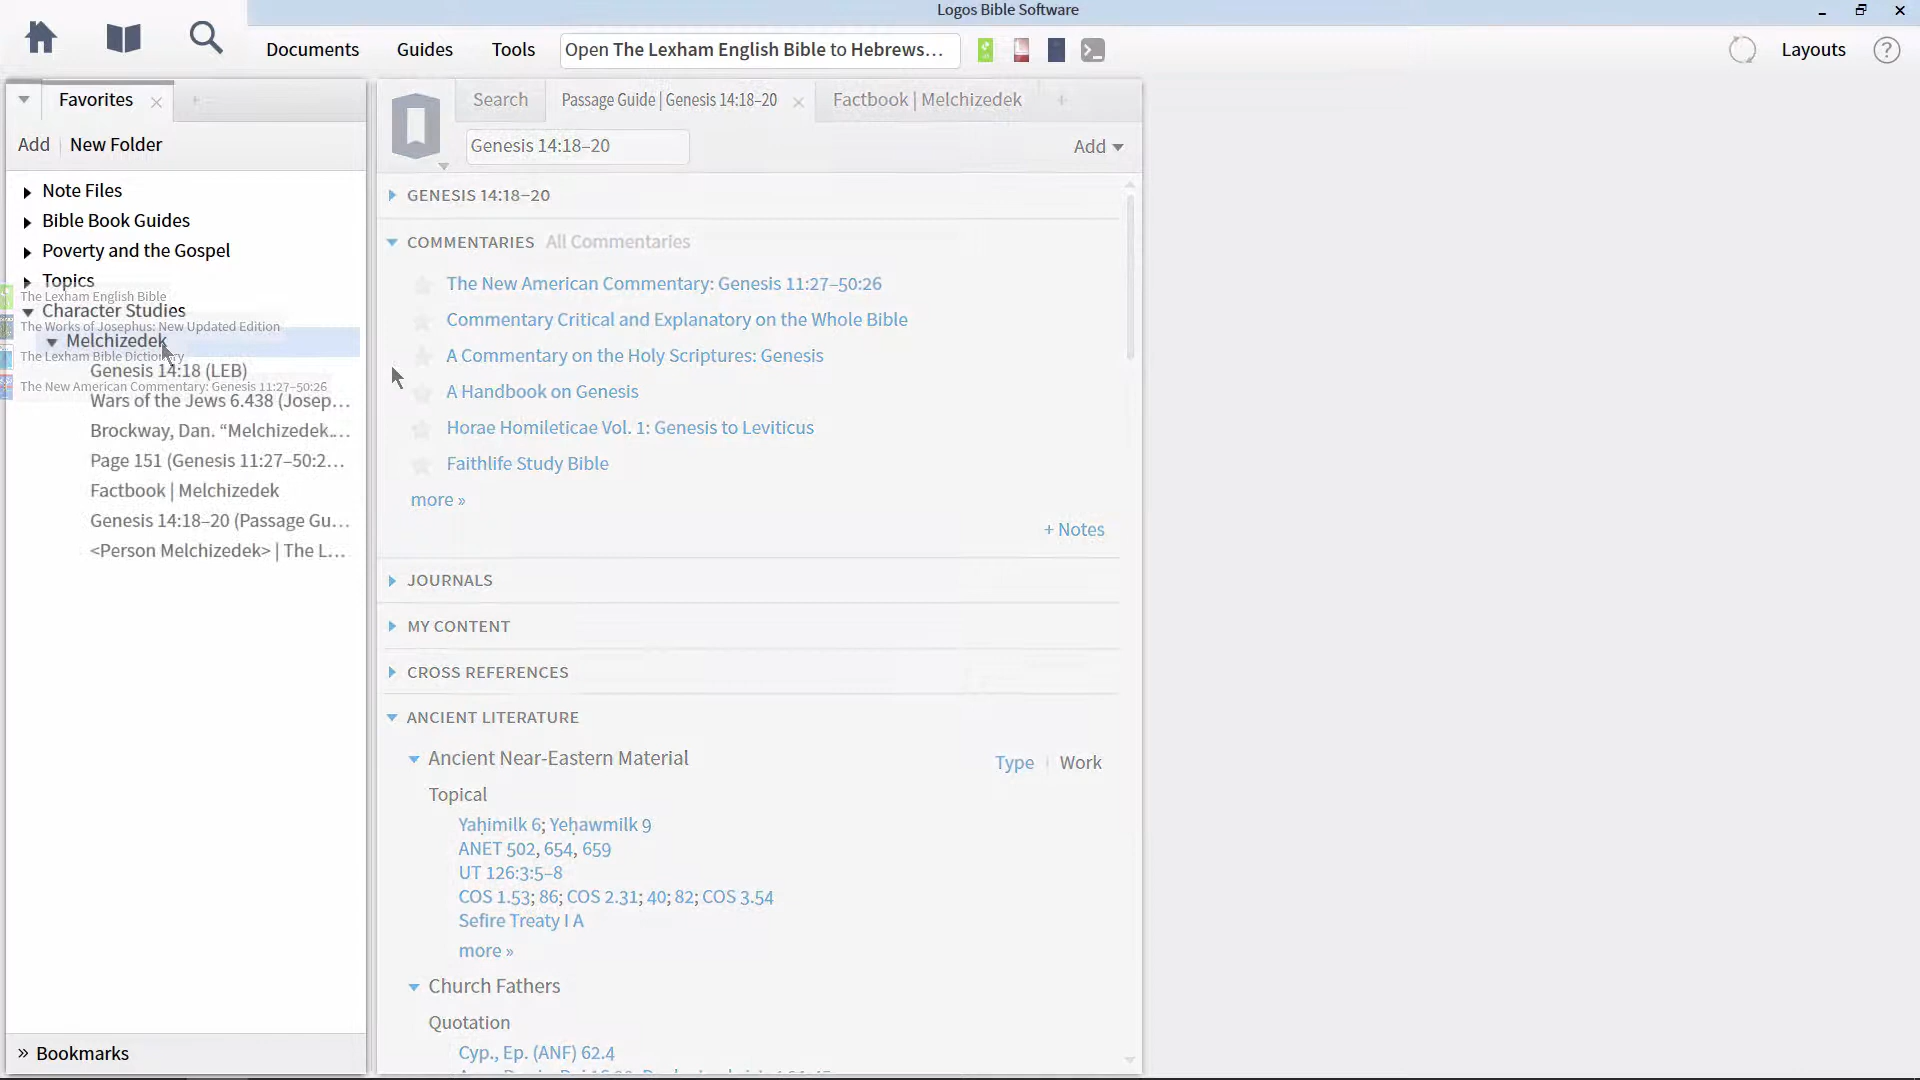 Logos Bible Software
Documents
Guides
Tools
Open The Lexham English Bible to Hebrews…
Layouts
?
Favorites
Add
New Folder
Note Files
Bible Book Guides
Poverty and the Gospel
Topics
The Lexham English Bible
Character Studies
The Works of Josephus: New Updated Edition
Melchizedek
The Lexham Bible Dictionary
Genesis 14:18 (LEB)
The New American Commentary: Genesis 11:27–50:26
Wars of the Jews 6.438 (Josep…
Brockway, Dan. “Melchizedek.…
Page 151 (Genesis 11:27–50:2…
Factbook | Melchizedek
Genesis 14:18–20 (Passage Gu…
<Person Melchizedek> | The L…
» Bookmarks
Search
Passage Guide | Genesis 14:18–20
Factbook | Melchizedek
Genesis 14:18–20
Add
GENESIS 14:18–20
COMMENTARIES All Commentaries
The New American Commentary: Genesis 11:27–50:26
Commentary Critical and Explanatory on the Whole Bible
A Commentary on the Holy Scriptures: Genesis
A Handbook on Genesis
Horae Homileticae Vol. 1: Genesis to Leviticus
Faithlife Study Bible
more »
+ Notes
JOURNALS
MY CONTENT
CROSS REFERENCES
ANCIENT LITERATURE
Ancient Near-Eastern Material
Type | Work
Topical
Yaḥimilk 6; Yeḥawmilk 9
ANET 502, 654, 659
UT 126:3:5–8
COS 1.53; 86; COS 2.31; 40; 82; COS 3.54
Sefire Treaty I A
more »
Church Fathers
Quotation
Cyp., Ep. (ANF) 62.4